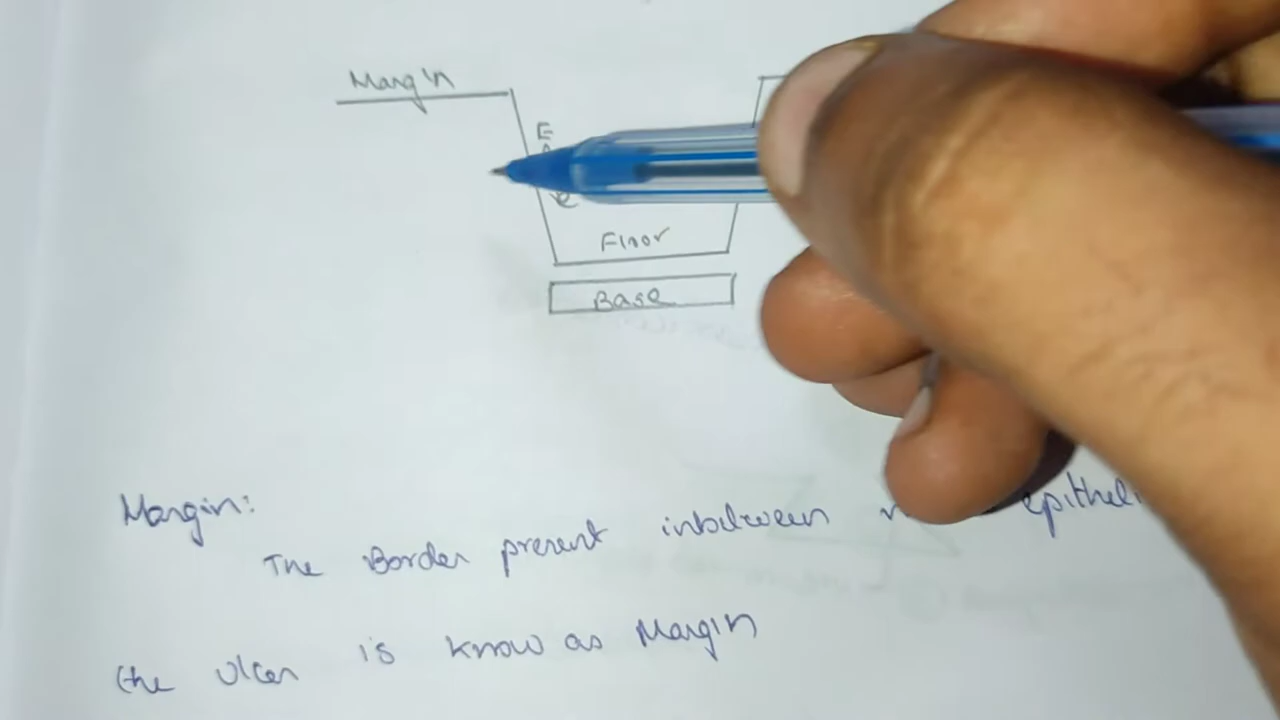 Margin
Floor
Base
Margin:
The Border present inbetween
the ulcer is know as Margin